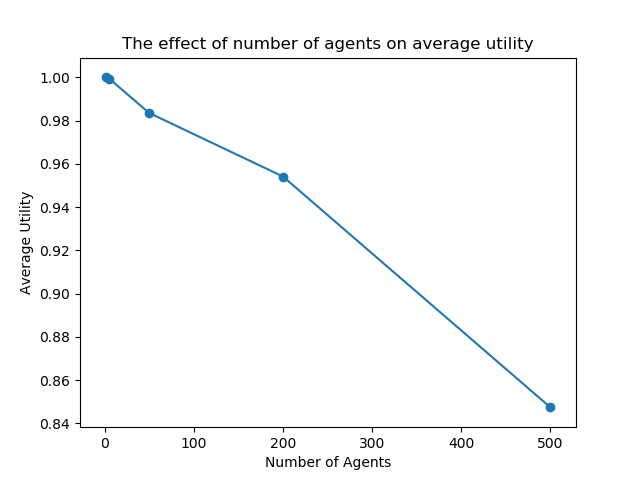 The effect of number of agents on average utility
1.00
0.98
0.96
0.94
0.92
0.90
0.88
0.86
0.84
Average Utility
0 100 200 300 400 500
Number of Agents